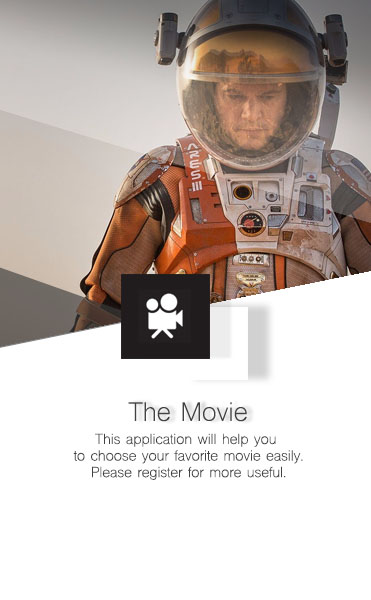 ARES III
The Movie
This application will help you
to choose your favorite movie easily.
Please register for more useful.